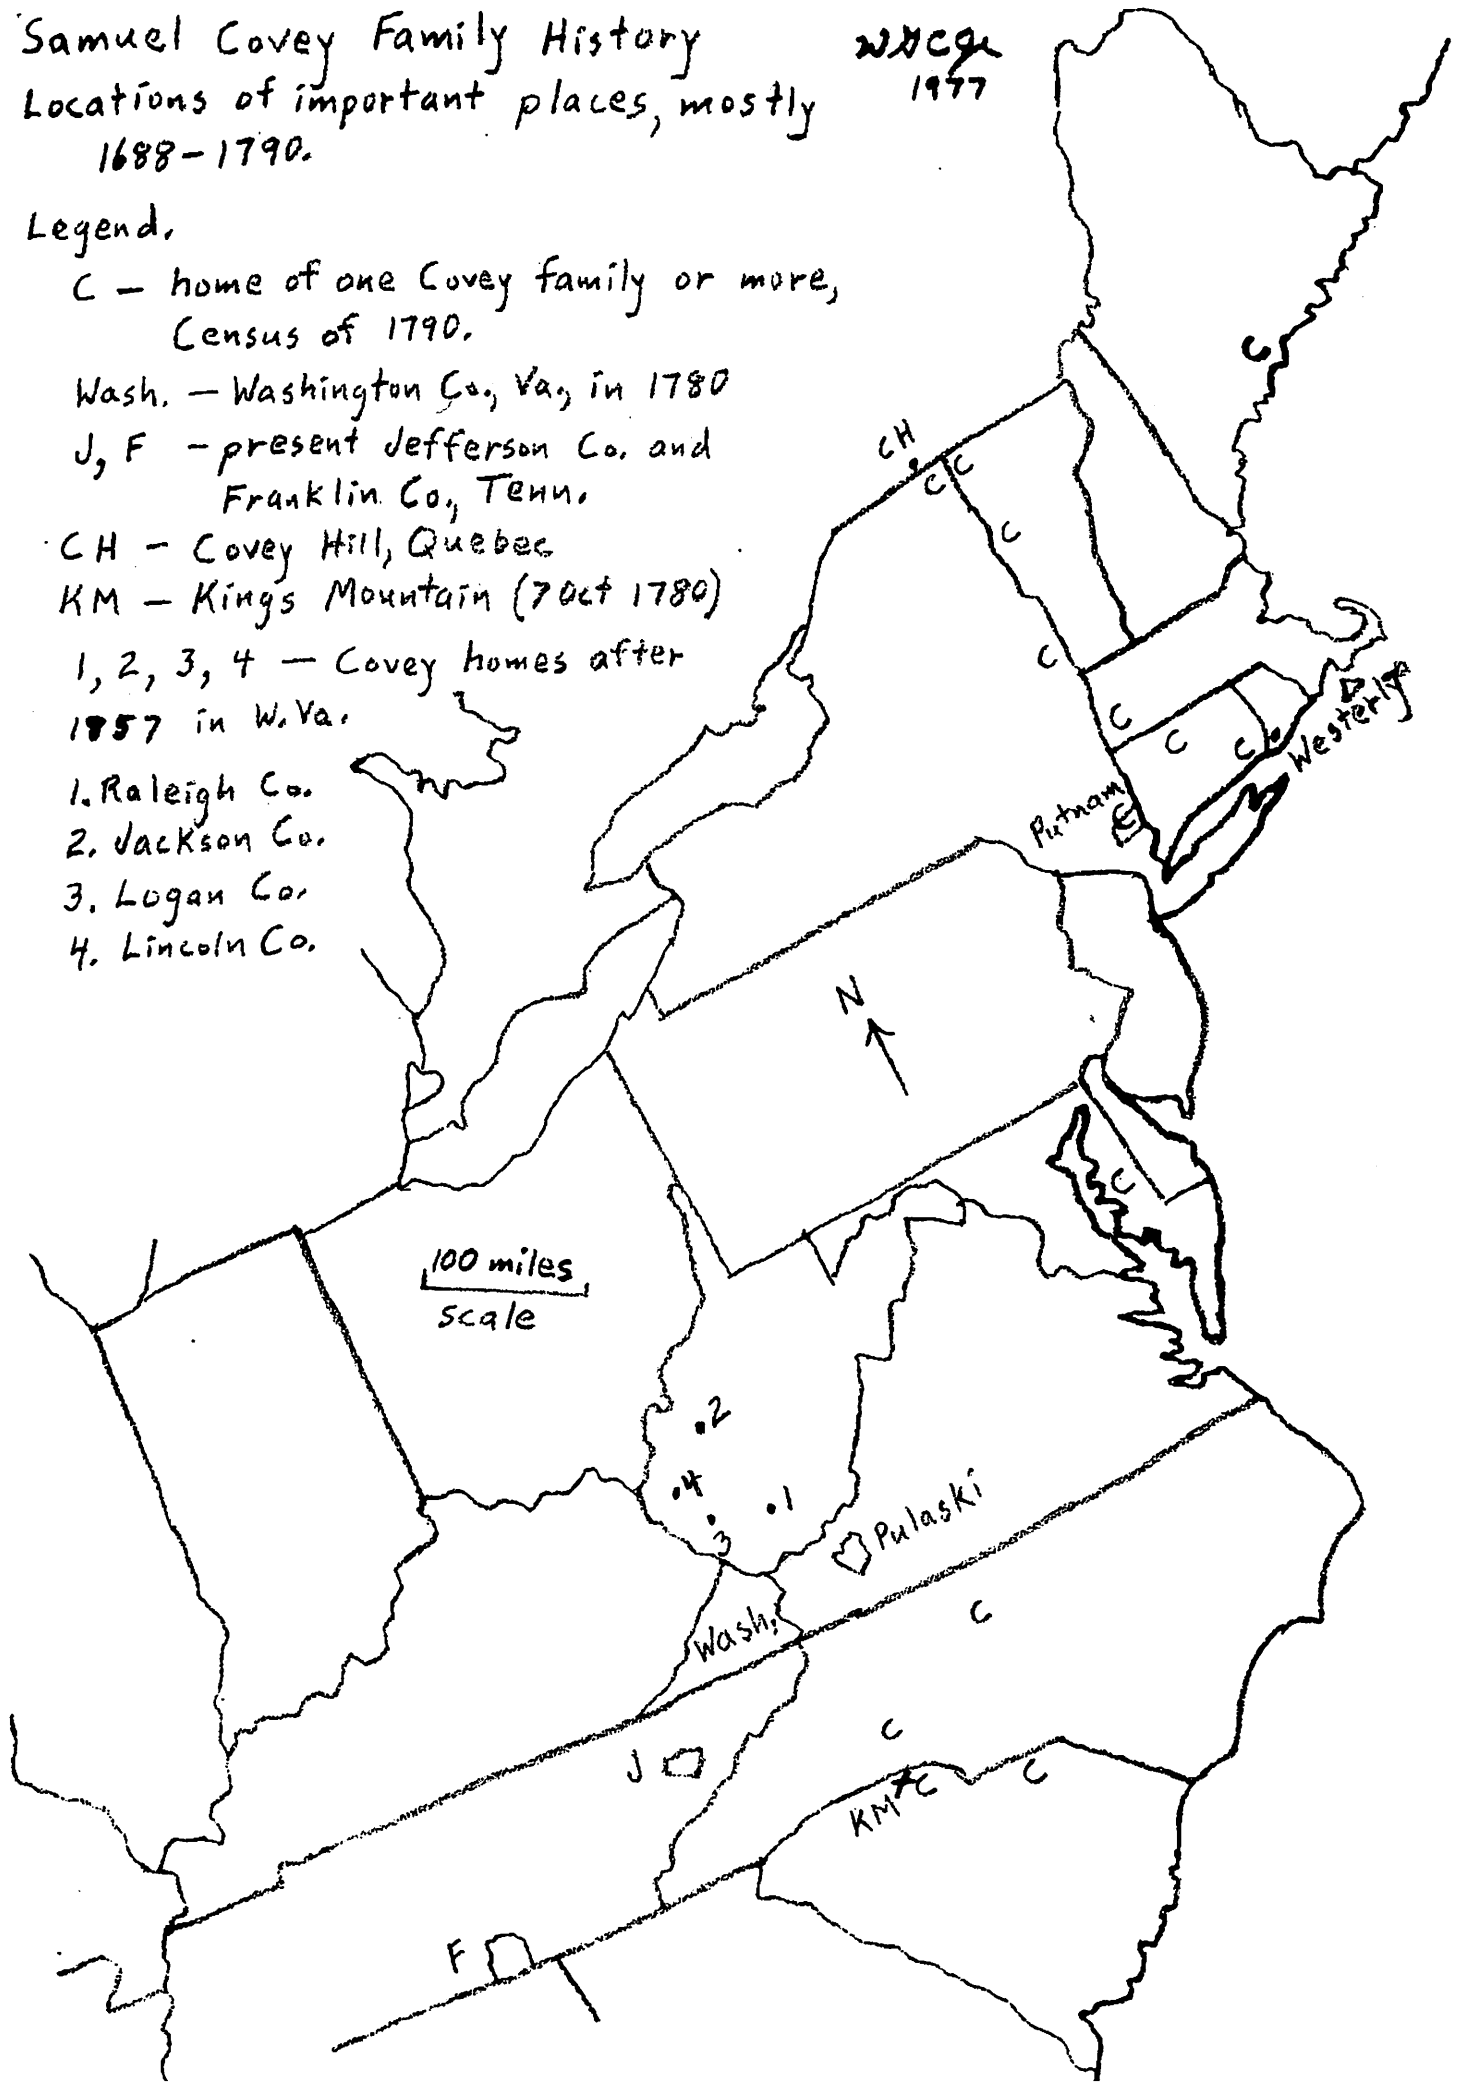 Samuel Covey Family History
Locations of important places, mostly
1688-1790.
1977
Legend.
C - home of one Covey family or more,
Census of 1790.
Wash. - Washington Co., Va., in 1780
J, F - present Jefferson Co. and
Franklin Co., Tenn.
CH - Covey Hill, Quebec
KM - Kings Mountain (7 Oct 1780)
1, 2, 3, 4 - Covey homes after
1857 in W. Va.
1. Raleigh Co.
2. Jackson Co.
3. Logan Co.
4. Lincoln Co.
C
CH
C
C
C
C
C
C
C
Westerly
Putnam
C
N
C
100 miles
scale
2
4
1
3
Pulaski
C
Wash.
J
C
KM
C
C
F